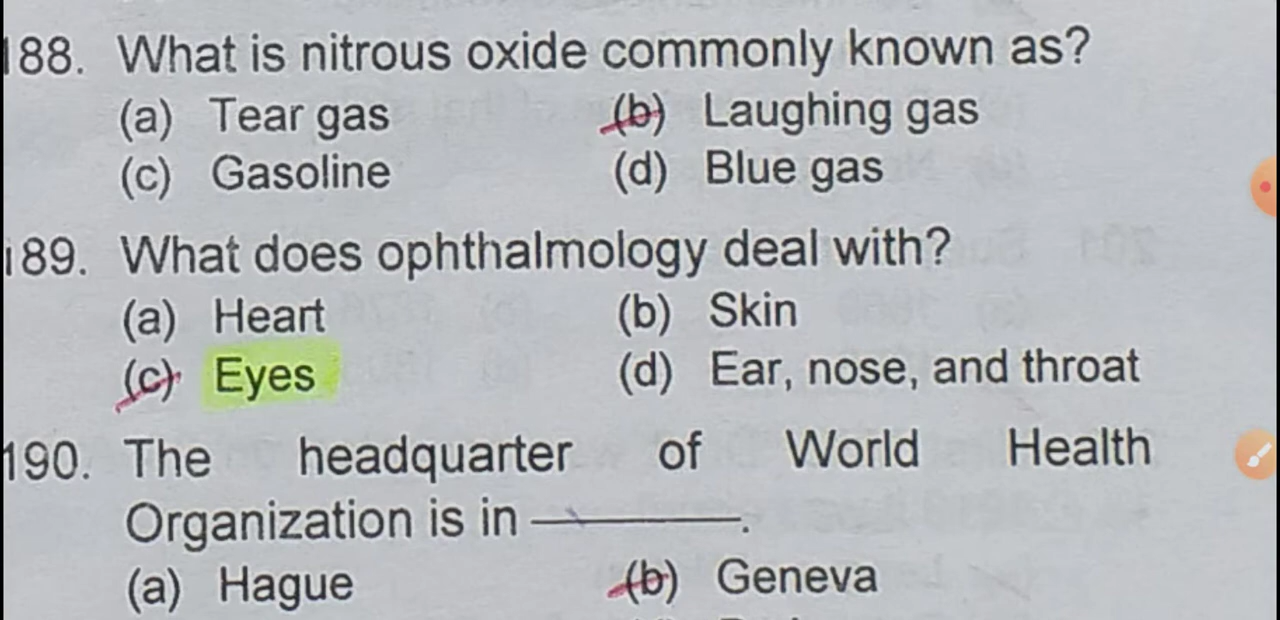 188. What is nitrous oxide commonly known as?
(a) Tear gas (b) Laughing gas
(c) Gasoline (d) Blue gas
189. What does ophthalmology deal with?
(a) Heart (b) Skin
(c) Eyes (d) Ear, nose, and throat
190. The headquarter of World Health
Organization is in ________.
(a) Hague (b) Geneva